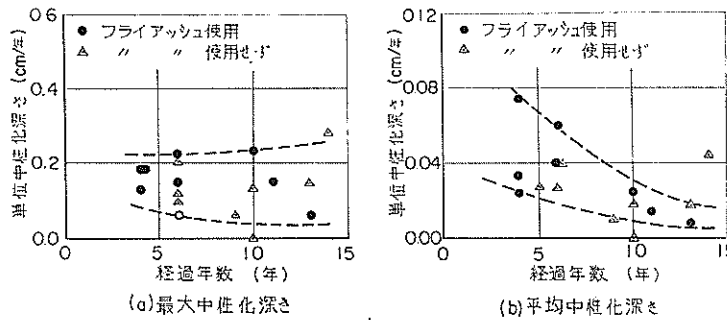 (a)
● フライアッシュ使用
△ 〃 〃 使用せず
単位中性化深さ (cm/年)
0.6
0.4
0.2
0.0
0 5 10 15
経過年数 (年)
(a)最大中性化深さ
(b)
● フライアッシュ使用
△ 〃 〃 使用せず
単位中性化深さ (cm/年)
0.12
0.08
0.04
0.00
0 5 10 15
経過年数 (年)
(b)平均中性化深さ